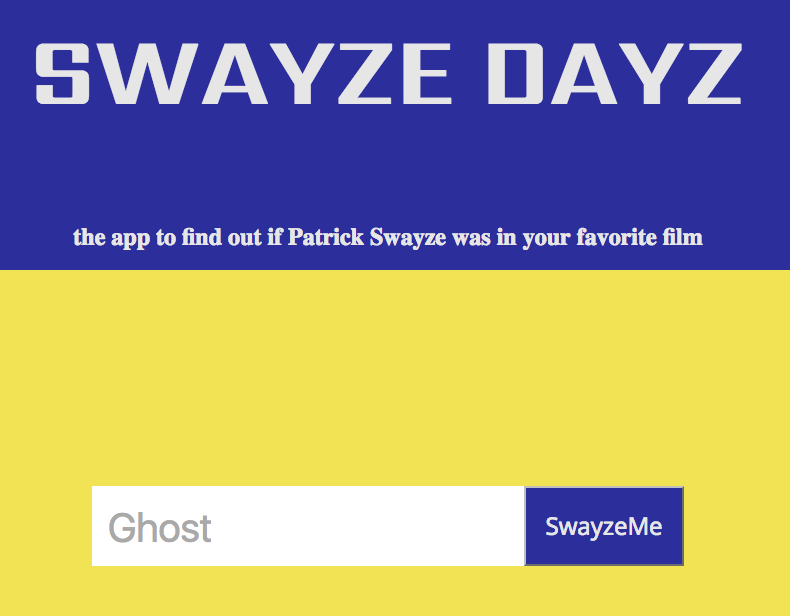 SWAYZE DAYZ
the app to find out if Patrick Swayze was in your favorite film
Ghost
SwayzeMe